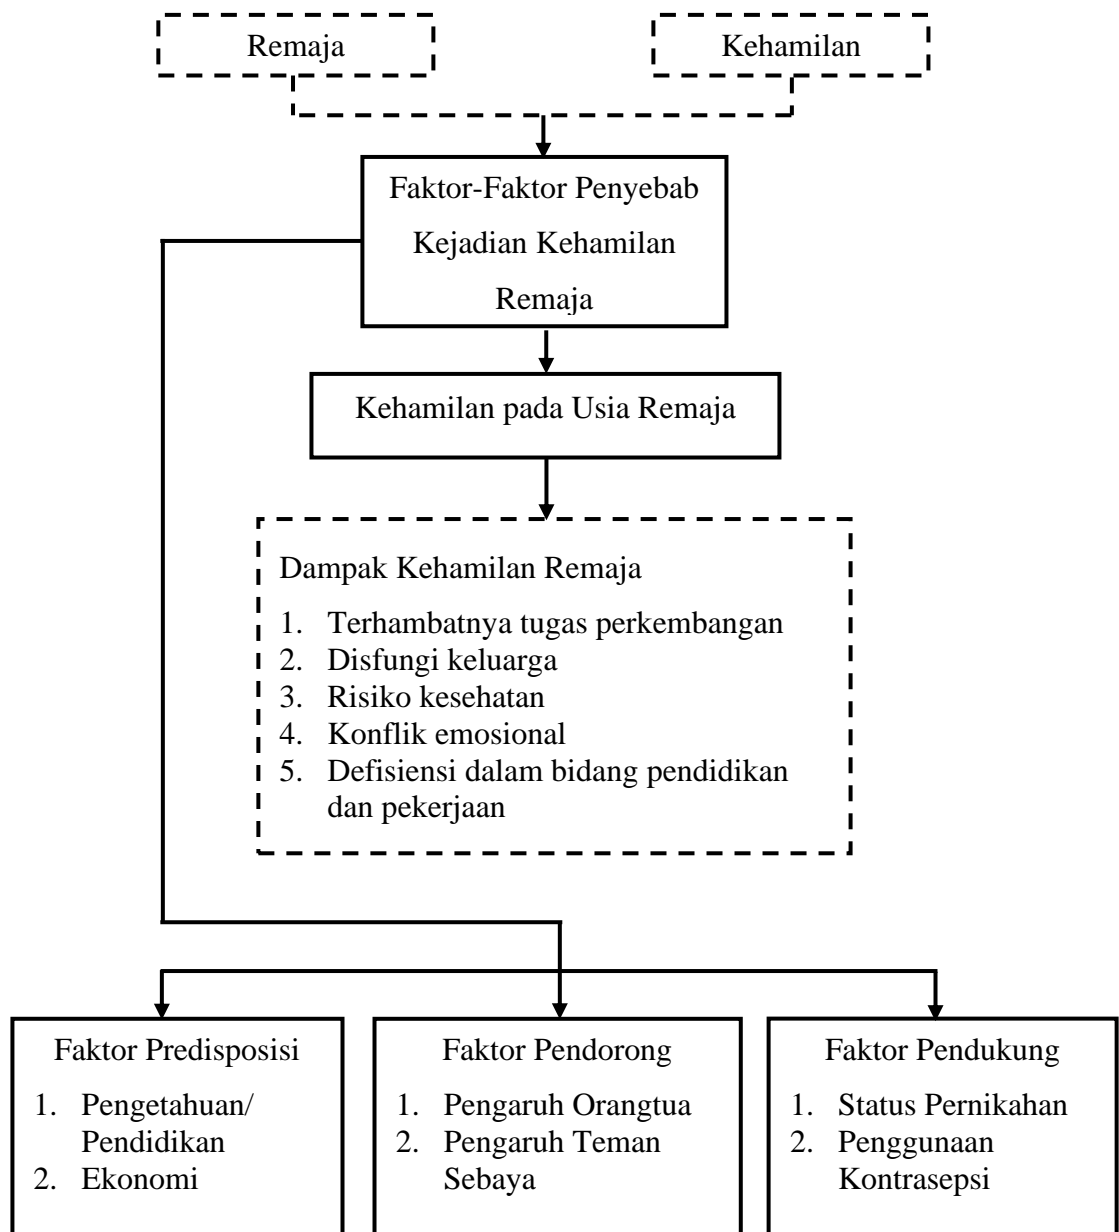 Remaja
Kehamilan
Faktor-Faktor Penyebab
Kejadian Kehamilan
Remaja
Kehamilan pada Usia Remaja
Dampak Kehamilan Remaja
1. Terhambatnya tugas perkembangan
2. Disfungi keluarga
3. Risiko kesehatan
4. Konflik emosional
5. Defisiensi dalam bidang pendidikan
dan pekerjaan
Faktor Predisposisi
1. Pengetahuan/
Pendidikan
2. Ekonomi
Faktor Pendorong
1. Pengaruh Orangtua
2. Pengaruh Teman
Sebaya
Faktor Pendukung
1. Status Pernikahan
2. Penggunaan
Kontrasepsi